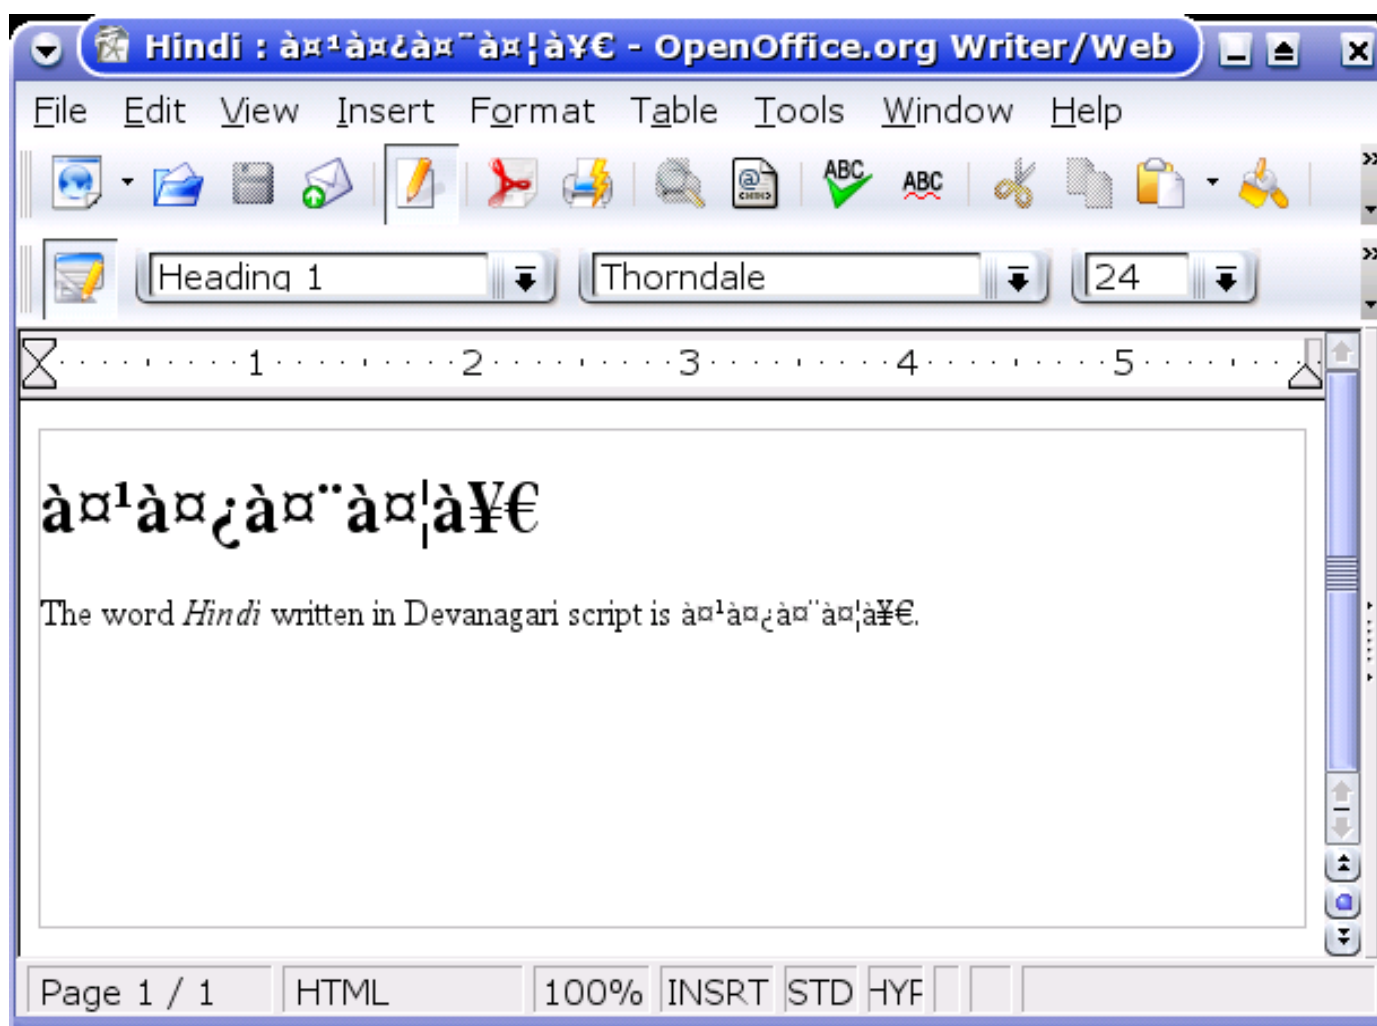 Hindi : à¤¹à¤¿à¤¨à¤¦à¥€ - OpenOffice.org Writer/Web
File Edit View Insert Format Table Tools Window Help
ABC ABC
Heading 1 Thorndale 24
1 2 3 4 5
à¤¹à¤¿à¤¨à¤¦à¥€
The word Hindi written in Devanagari script is à¤¹à¤¿à¤¨à¤¦à¥€.
Page 1 / 1 HTML 100% INSRT STD HYP